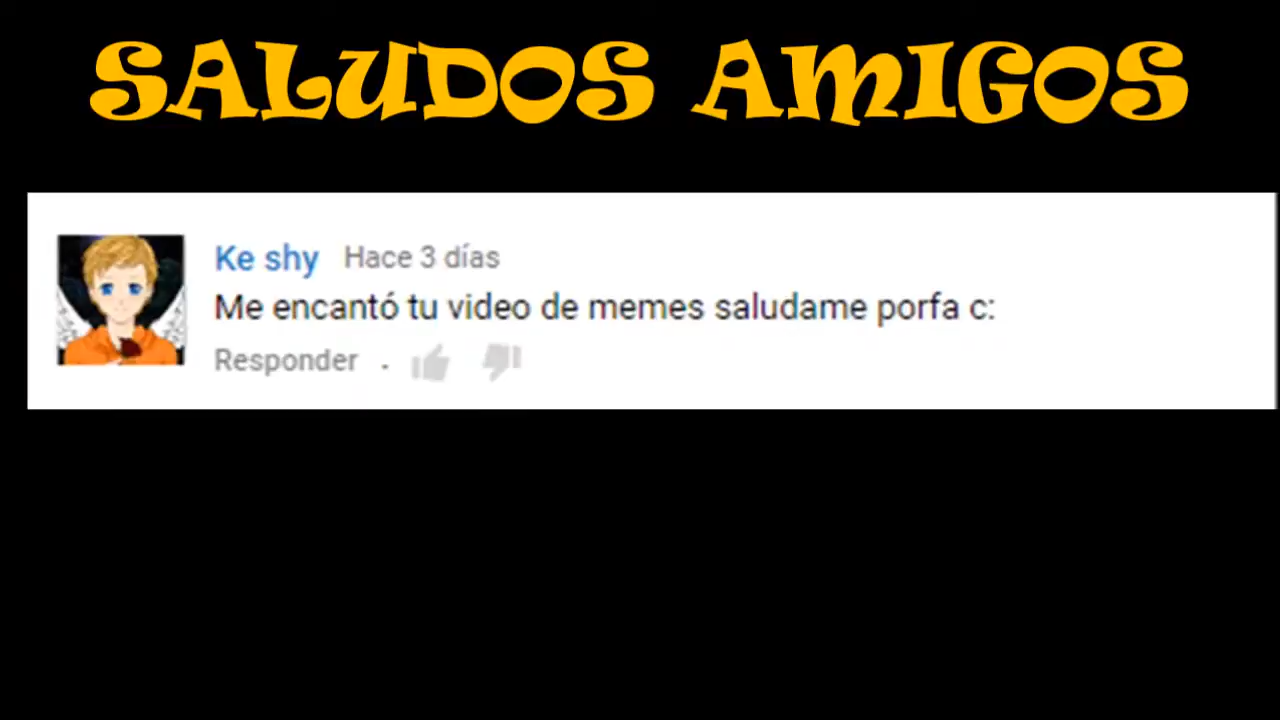 SALUDOS AMIGOS
Ke shy Hace 3 días
Me encantó tu video de memes saludame porfa c:
Responder .